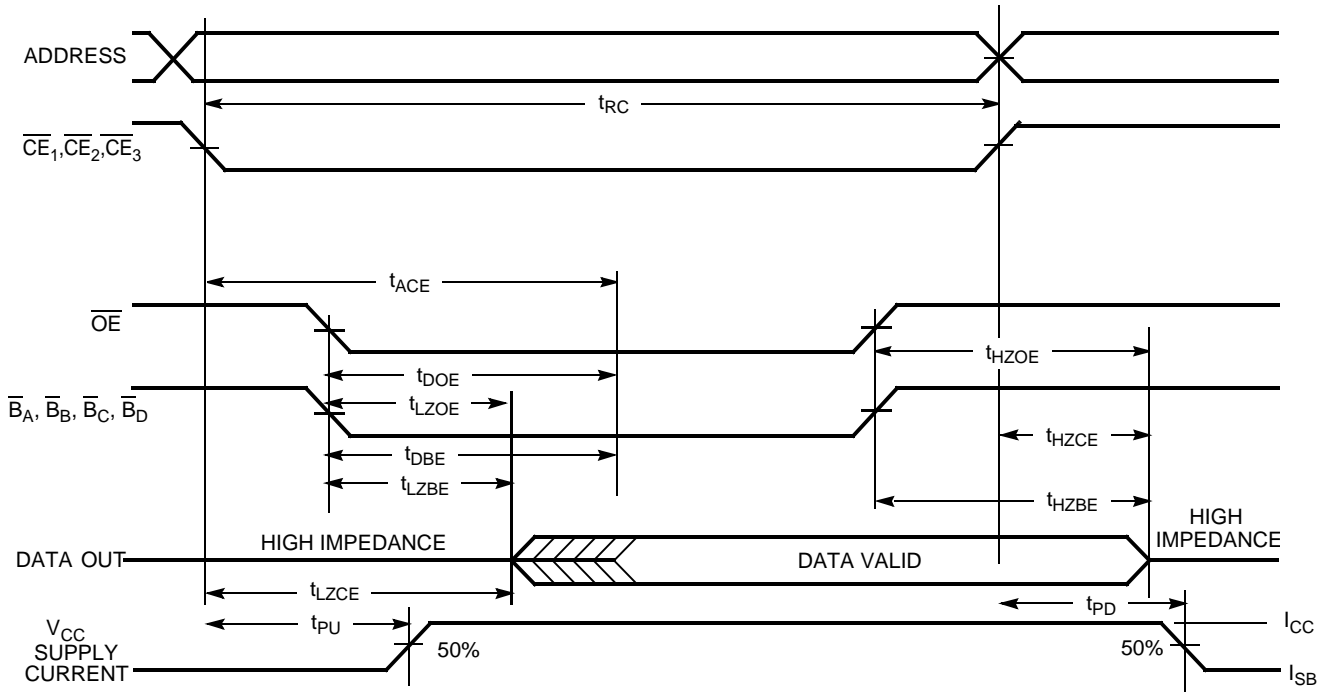 ADDRESS
tRC
CE1,CE2,CE3
tACE
OE
tHZOE
tDOE
BA, BB, BC, BD
tLZOE
tHZCE
tDBE
tLZBE
tHZBE
HIGH IMPEDANCE
HIGH
IMPEDANCE
DATA OUT
DATA VALID
tLZCE
tPD
tPU
ICC
VCC
SUPPLY
CURRENT
50%
50%
ISB